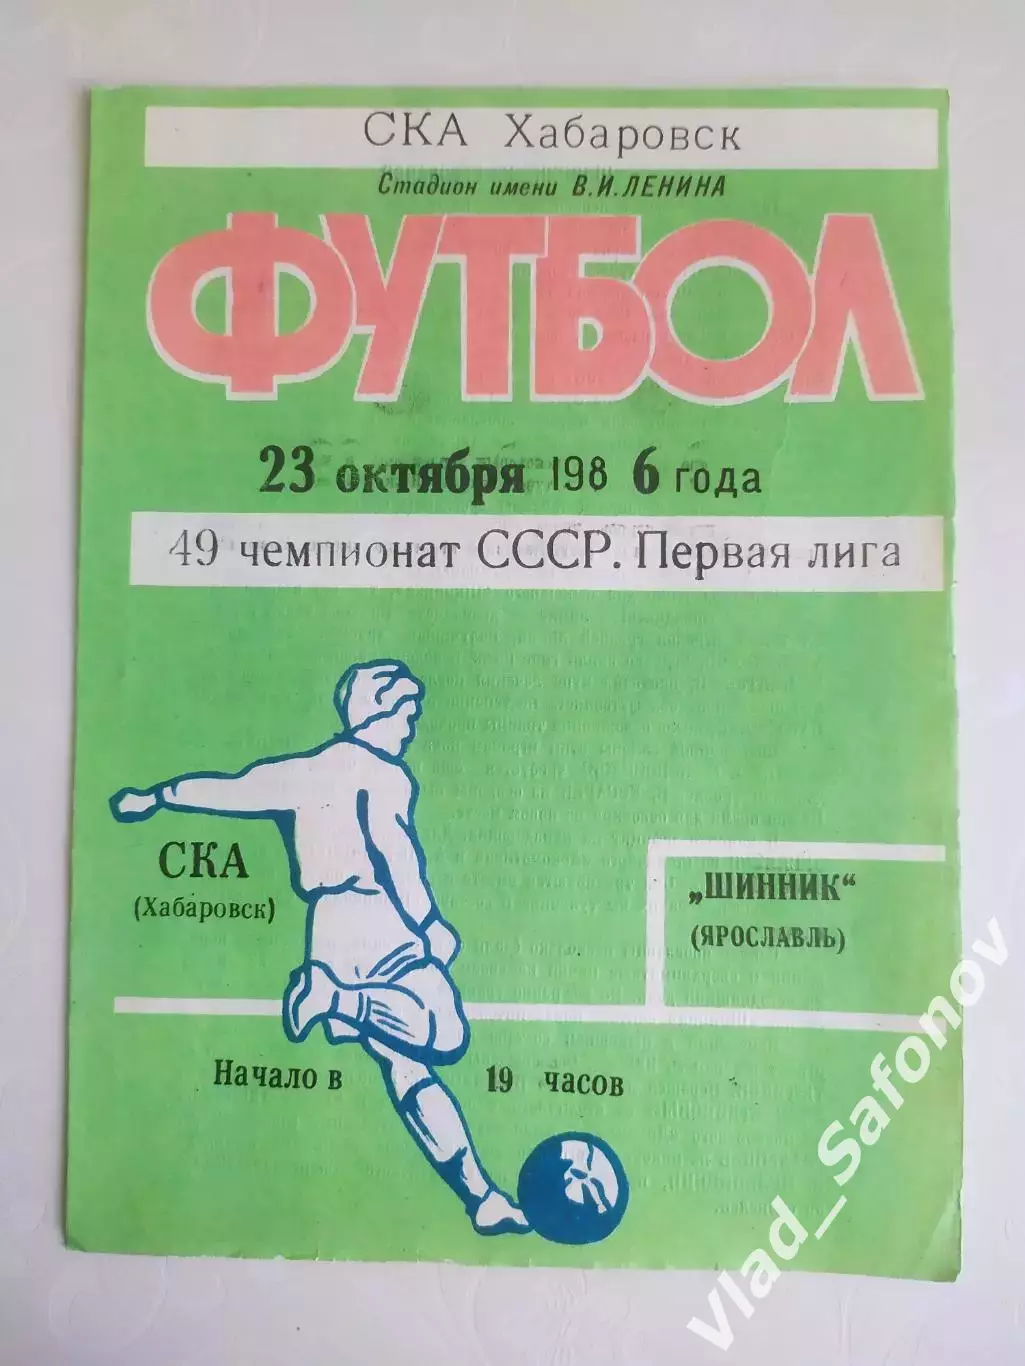 СКА Хабаровск
Стадион имени В.И.ЛЕНИНА
ФУТБОЛ
23 октября 198 6 года
49 чемпионат СССР. Первая лига
СКА
(Хабаровск)
„ШИННИК“
(ЯРОСЛАВЛЬ)
Начало в 19 часов
Vlad_Safonov